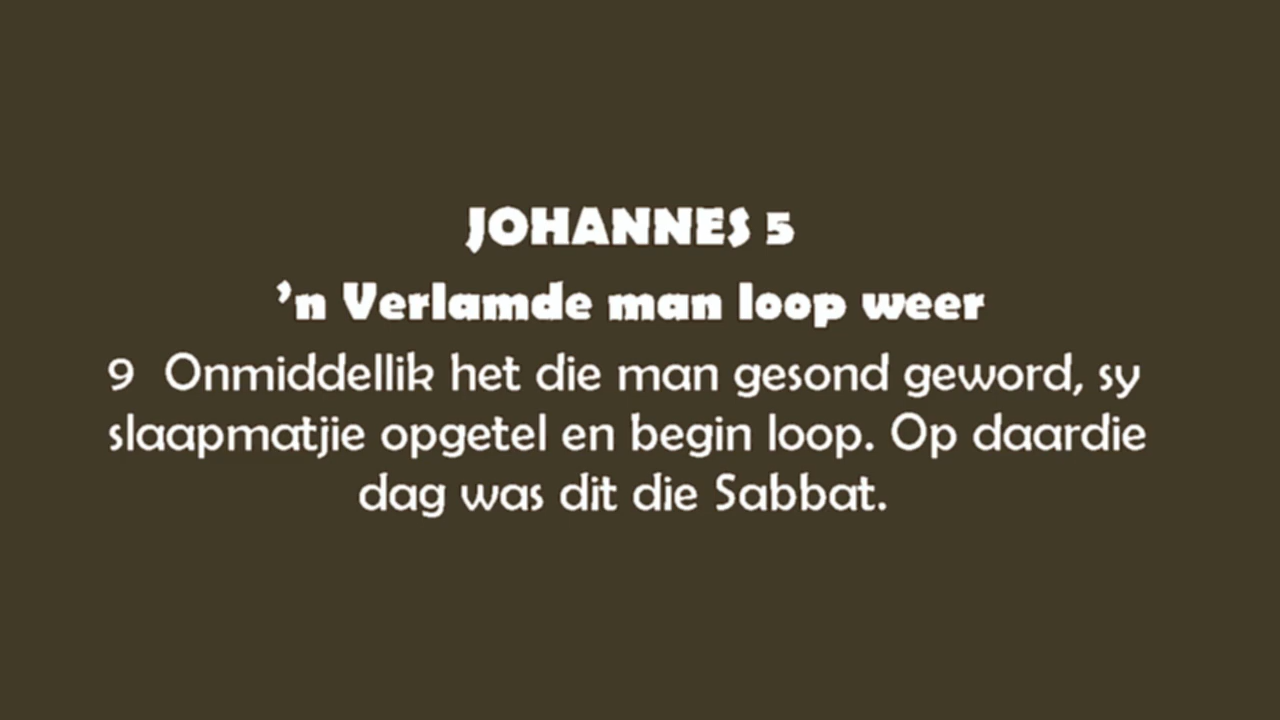 JOHANNES 5
’n Verlamde man loop weer
9 Onmiddellik het die man gesond geword, sy
slaapmatjie opgetel en begin loop. Op daardie
dag was dit die Sabbat.